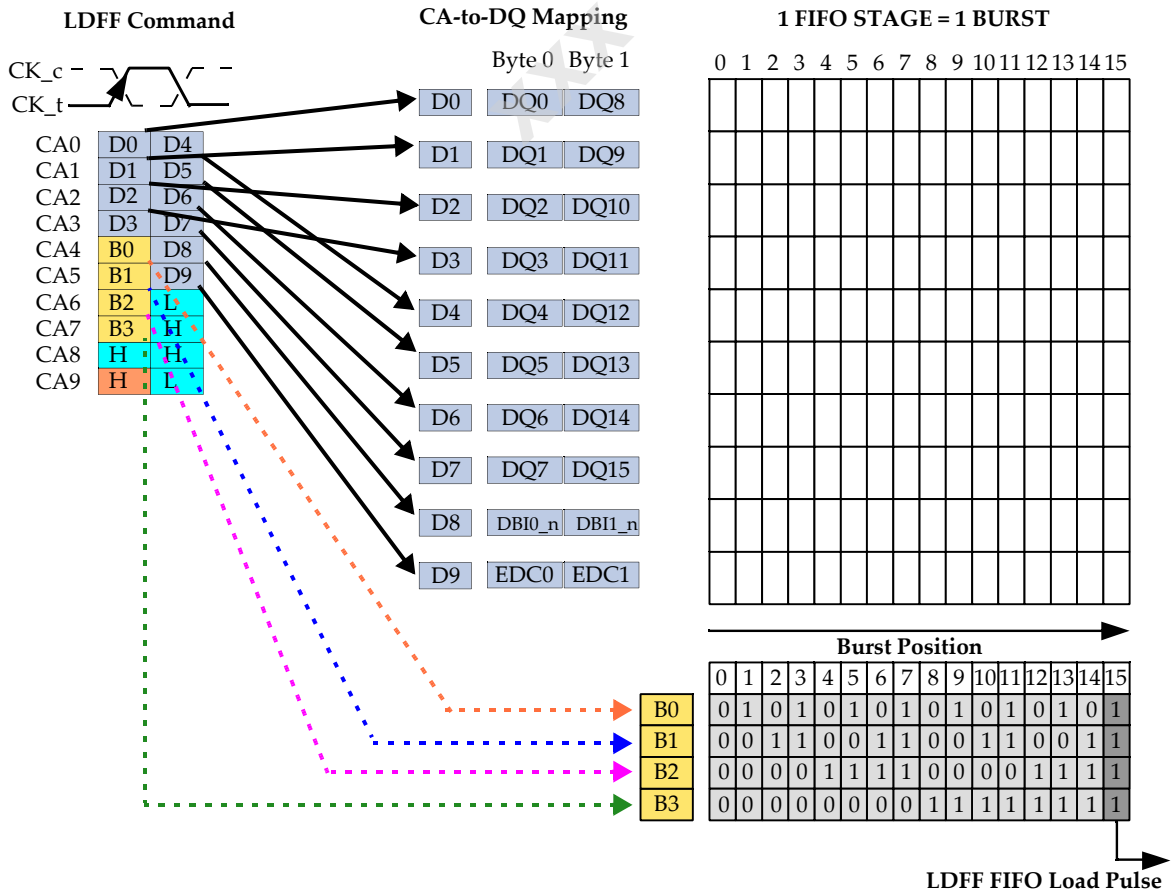 LDFF Command
CA-to-DQ Mapping
1 FIFO STAGE = 1 BURST
xxx
Byte 0 Byte 1
0 1 2 3 4 5 6 7 8 9 10 11 12 13 14 15
CK_c
CK_t
CA0 D0 D4
CA1 D1 D5
CA2 D2 D6
CA3 D3 D7
CA4 B0 D8
CA5 B1 D9
CA6 B2 L
CA7 B3 H
CA8 H H
CA9 H L
D0 DQ0 DQ8
D1 DQ1 DQ9
D2 DQ2 DQ10
D3 DQ3 DQ11
D4 DQ4 DQ12
D5 DQ5 DQ13
D6 DQ6 DQ14
D7 DQ7 DQ15
D8 DBI0_n DBI1_n
D9 EDC0 EDC1
Burst Position
0 1 2 3 4 5 6 7 8 9 10 11 12 13 14 15
B0 0 1 0 1 0 1 0 1 0 1 0 1 0 1 0 1
B1 0 0 1 1 0 0 1 1 0 0 1 1 0 0 1 1
B2 0 0 0 0 1 1 1 1 0 0 0 0 1 1 1 1
B3 0 0 0 0 0 0 0 0 1 1 1 1 1 1 1 1
LDFF FIFO Load Pulse